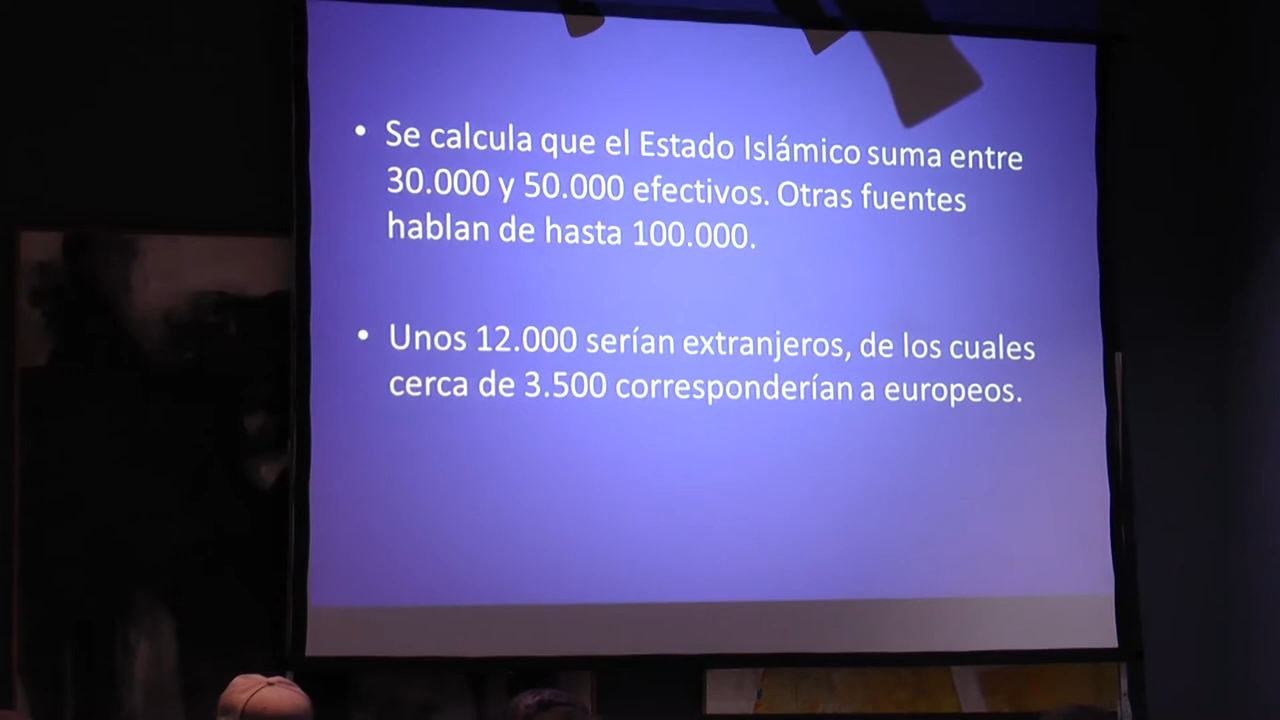 • Se calcula que el Estado Islámico suma entre
30.000 y 50.000 efectivos. Otras fuentes
hablan de hasta 100.000.
• Unos 12.000 serían extranjeros, de los cuales
cerca de 3.500 corresponderían a europeos.